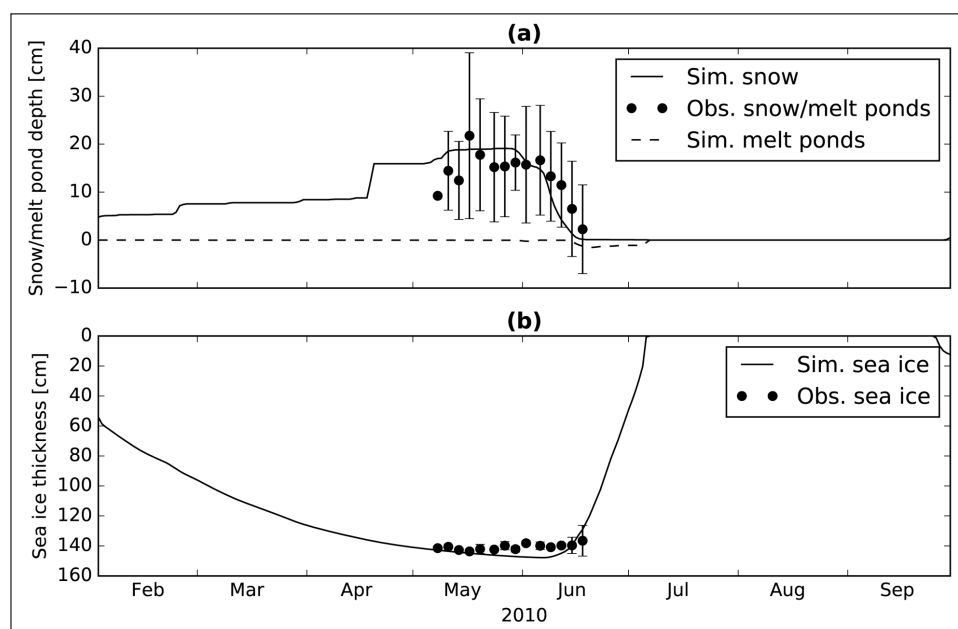 (a)
Snow/melt pond depth [cm]
40
30
20
10
0
−10
Sim. snow
Obs. snow/melt ponds
Sim. melt ponds
(b)
Sea ice thickness [cm]
0
20
40
60
80
100
120
140
160
Sim. sea ice
Obs. sea ice
Feb Mar Apr May Jun Jul Aug Sep
2010